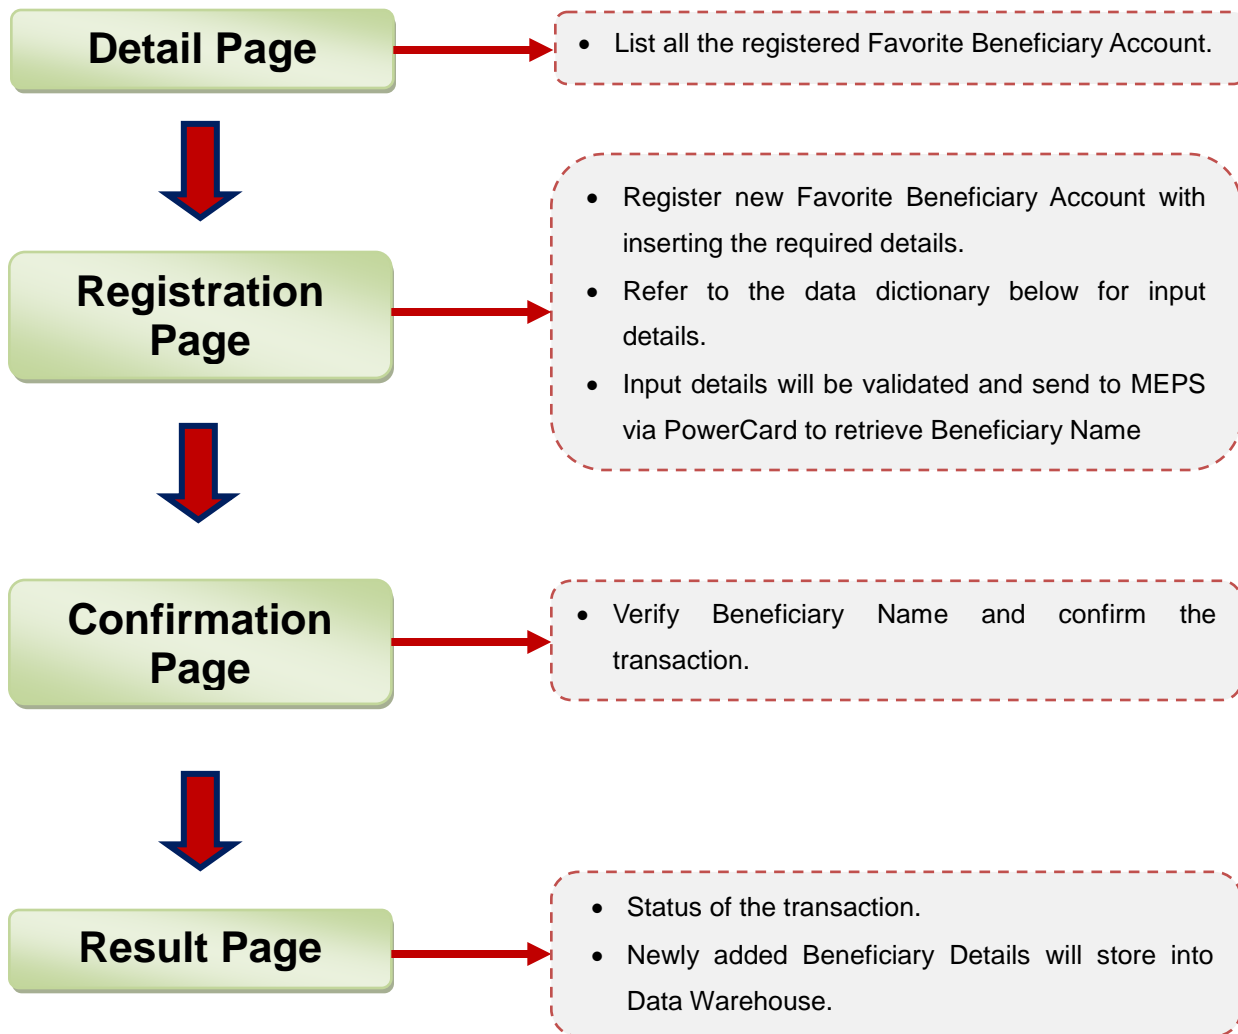 Detail Page
• List all the registered Favorite Beneficiary Account.
Registration
Page
• Register new Favorite Beneficiary Account with
inserting the required details.
• Refer to the data dictionary below for input
details.
• Input details will be validated and send to MEPS
via PowerCard to retrieve Beneficiary Name
Confirmation
Page
• Verify Beneficiary Name and confirm the
transaction.
Result Page
• Status of the transaction.
• Newly added Beneficiary Details will store into
Data Warehouse.